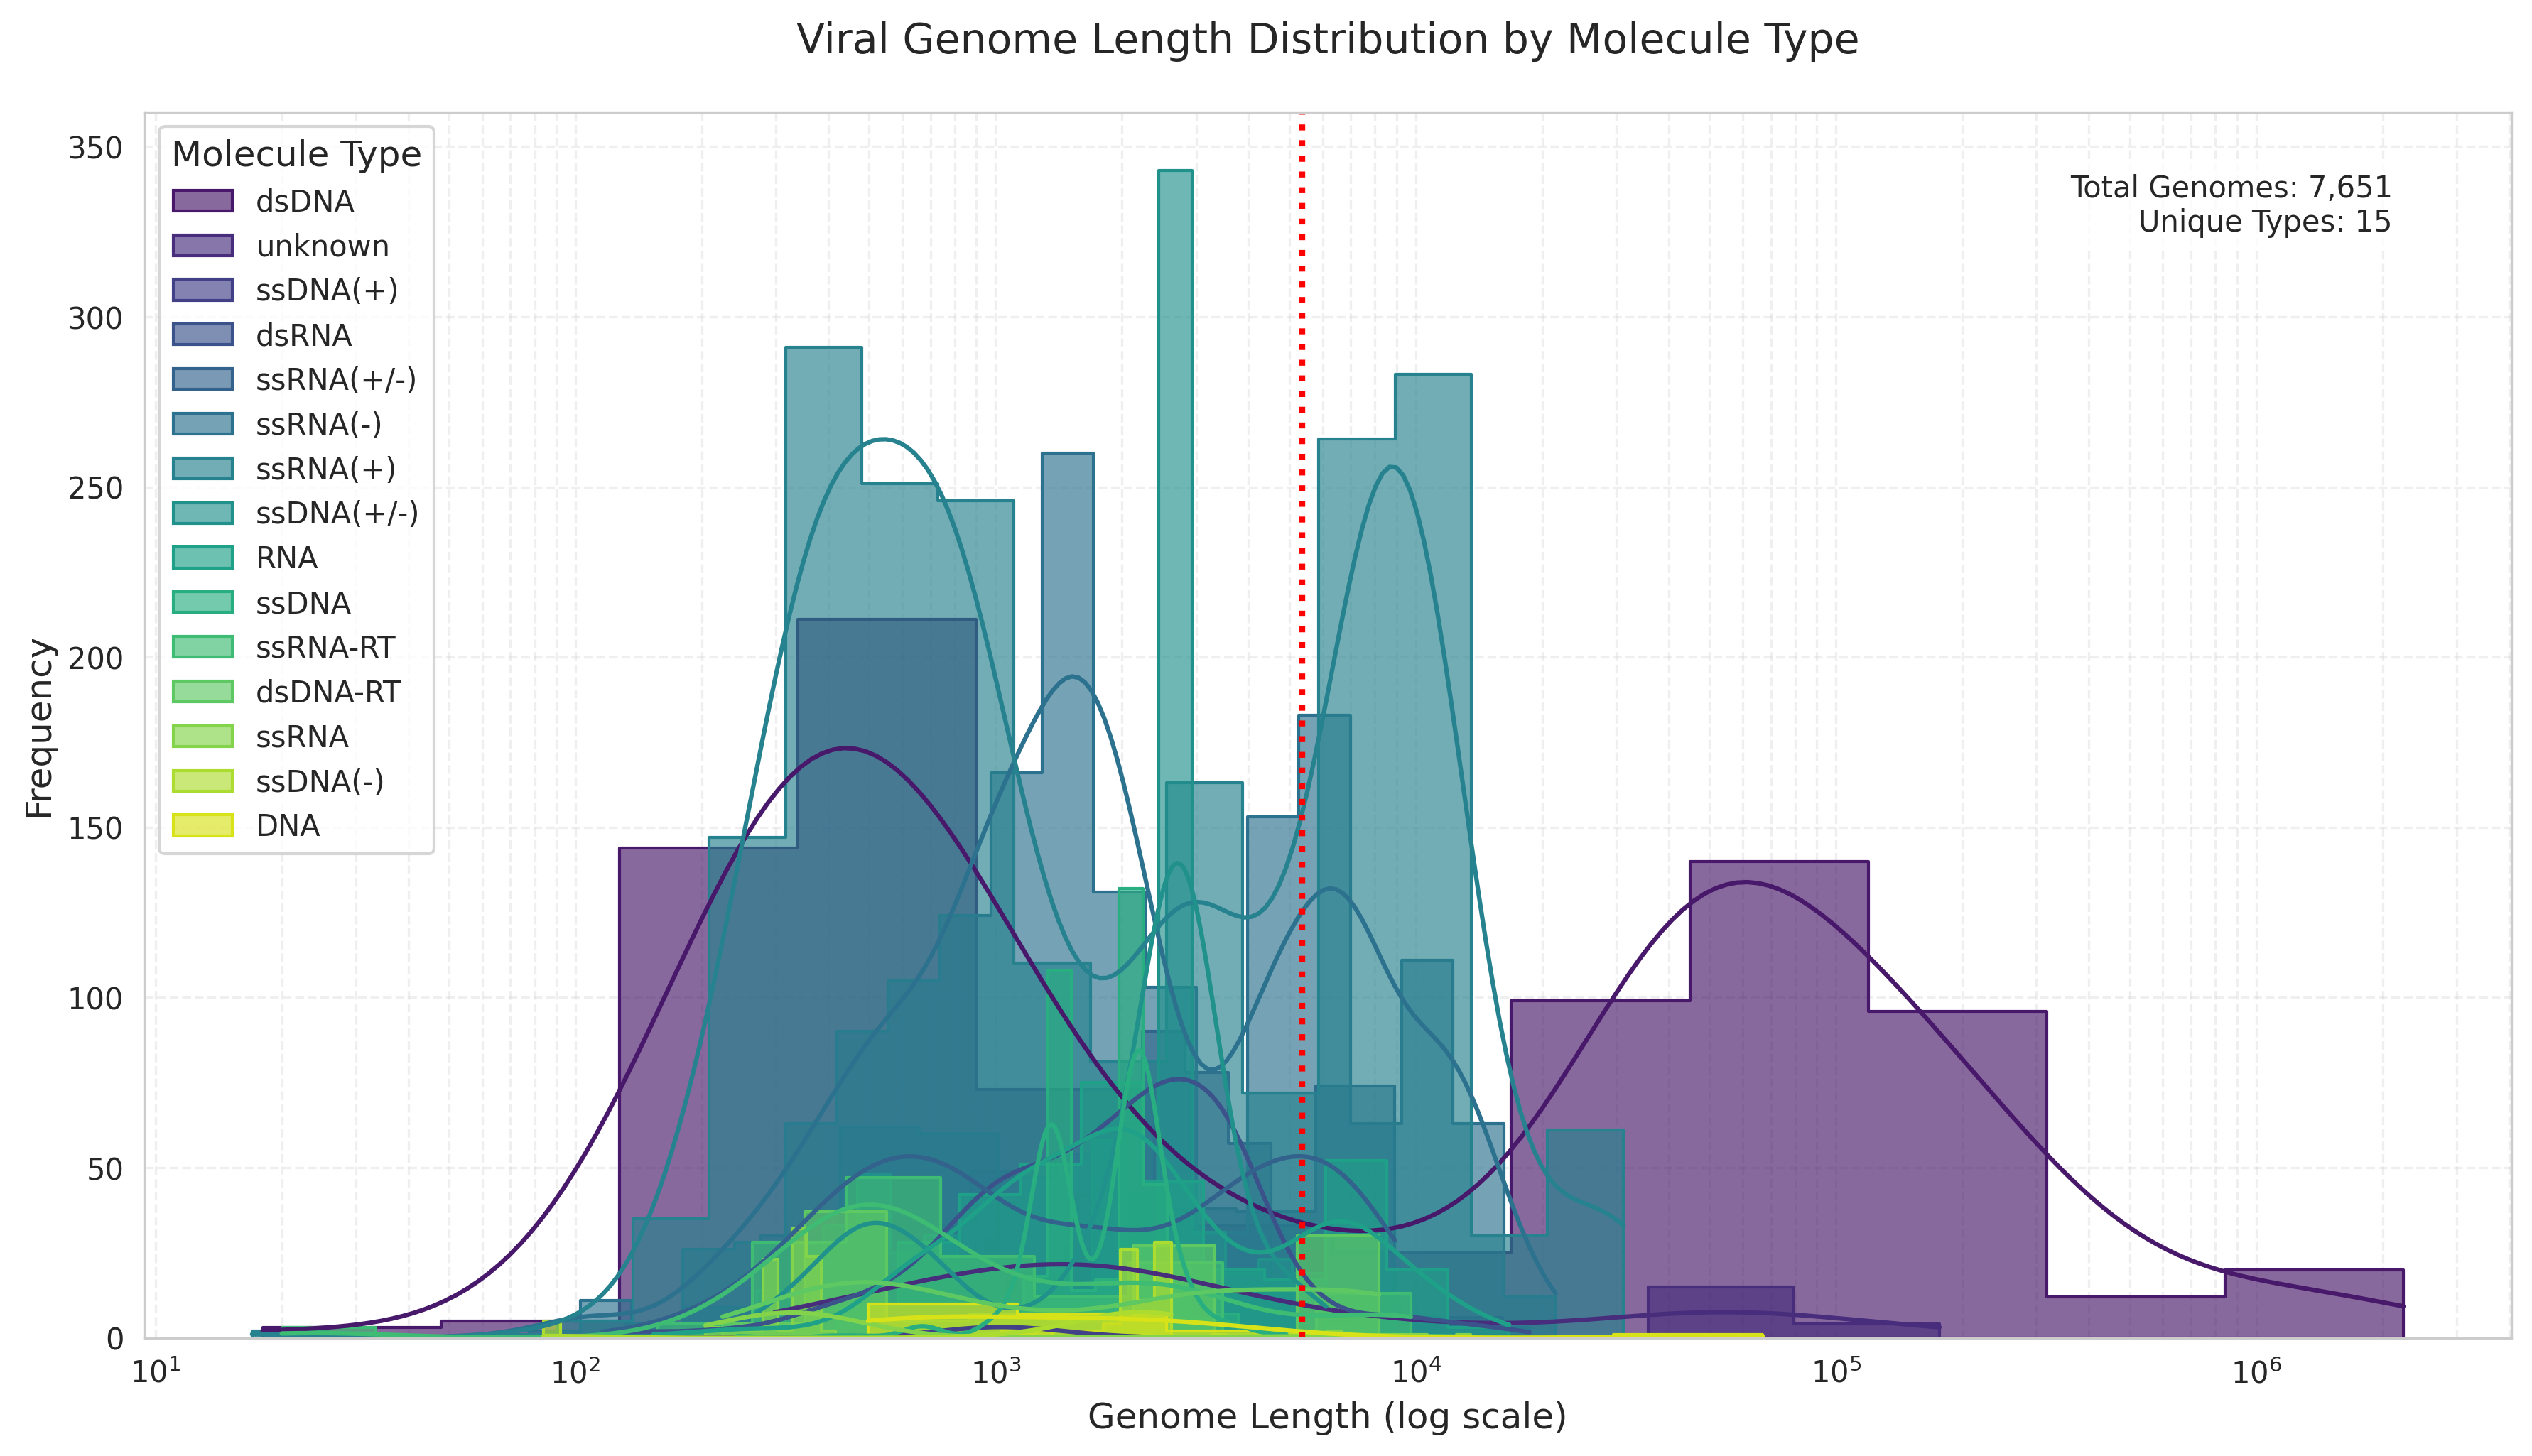 Viral Genome Length Distribution by Molecule Type
Molecule Type
dsDNA
unknown
ssDNA(+)
dsRNA
ssRNA(+/-)
ssRNA(-)
ssRNA(+)
ssDNA(+/-)
RNA
ssDNA
ssRNA-RT
dsDNA-RT
ssRNA
ssDNA(-)
DNA
Total Genomes: 7,651
Unique Types: 15
Frequency
350
300
250
200
150
100
50
0
10¹
10²
10³
10⁴
10⁵
10⁶
Genome Length (log scale)